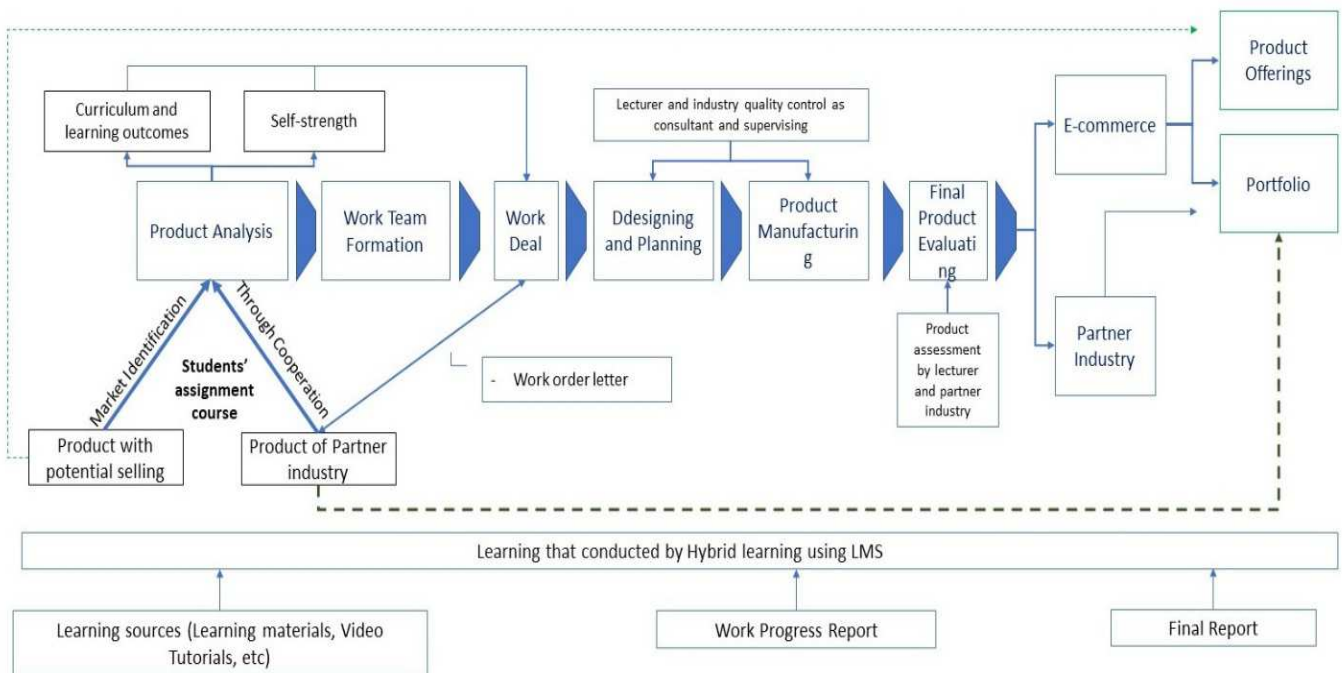 Product
Offerings
Curriculum and
learning outcomes
Self-strength
Lecturer and industry quality control as
consultant and supervising
E-commerce
Portfolio
Product Analysis
Work Team
Formation
Work
Deal
Ddesigning
and Planning
Product
Manufacturin
g
Final
Product
Evaluati
ng
Market Identification
Through Cooperation
Students'
assignment
course
- Work order letter
Product
assessment
by lecturer
and partner
industry
Partner
Industry
Product with
potential selling
Product of Partner
industry
Learning that conducted by Hybrid learning using LMS
Learning sources (Learning materials, Video
Tutorials, etc)
Work Progress Report
Final Report